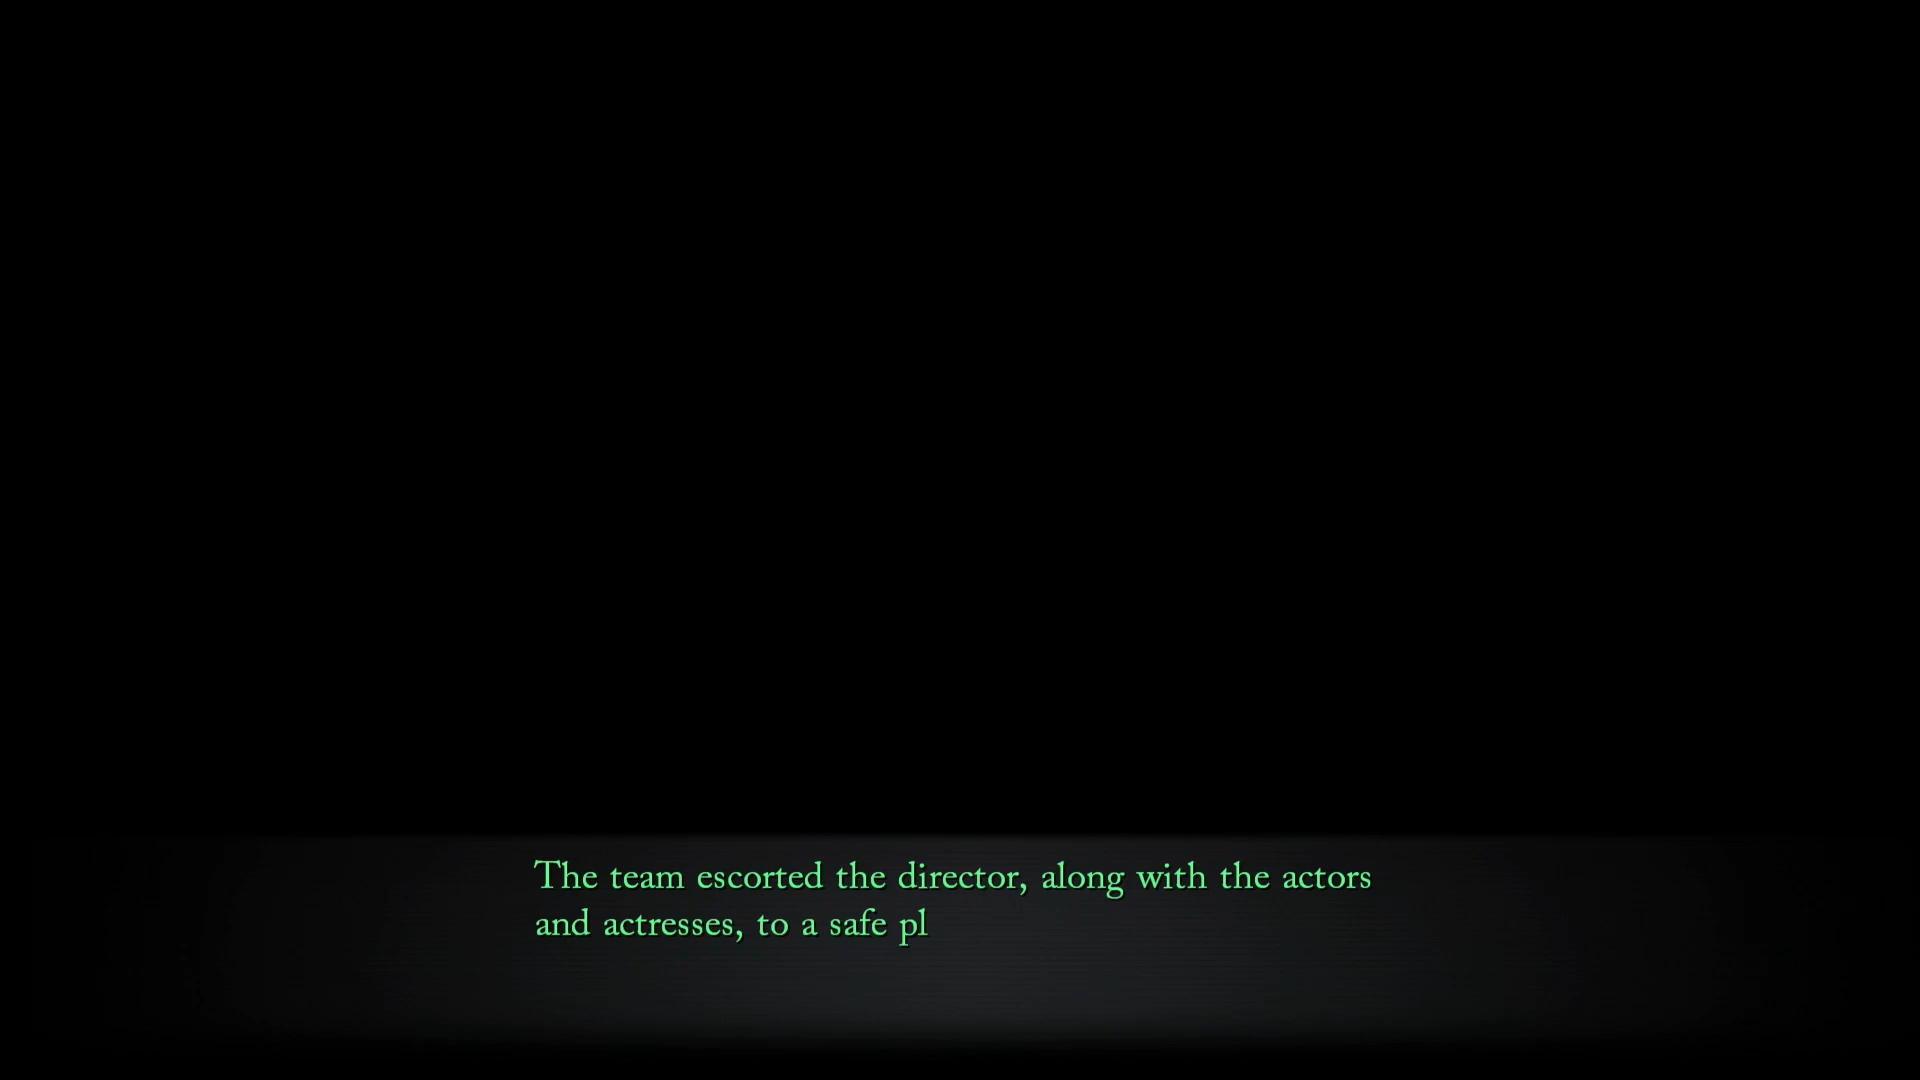 The team escorted the director, along with the actors
and actresses, to a safe pl